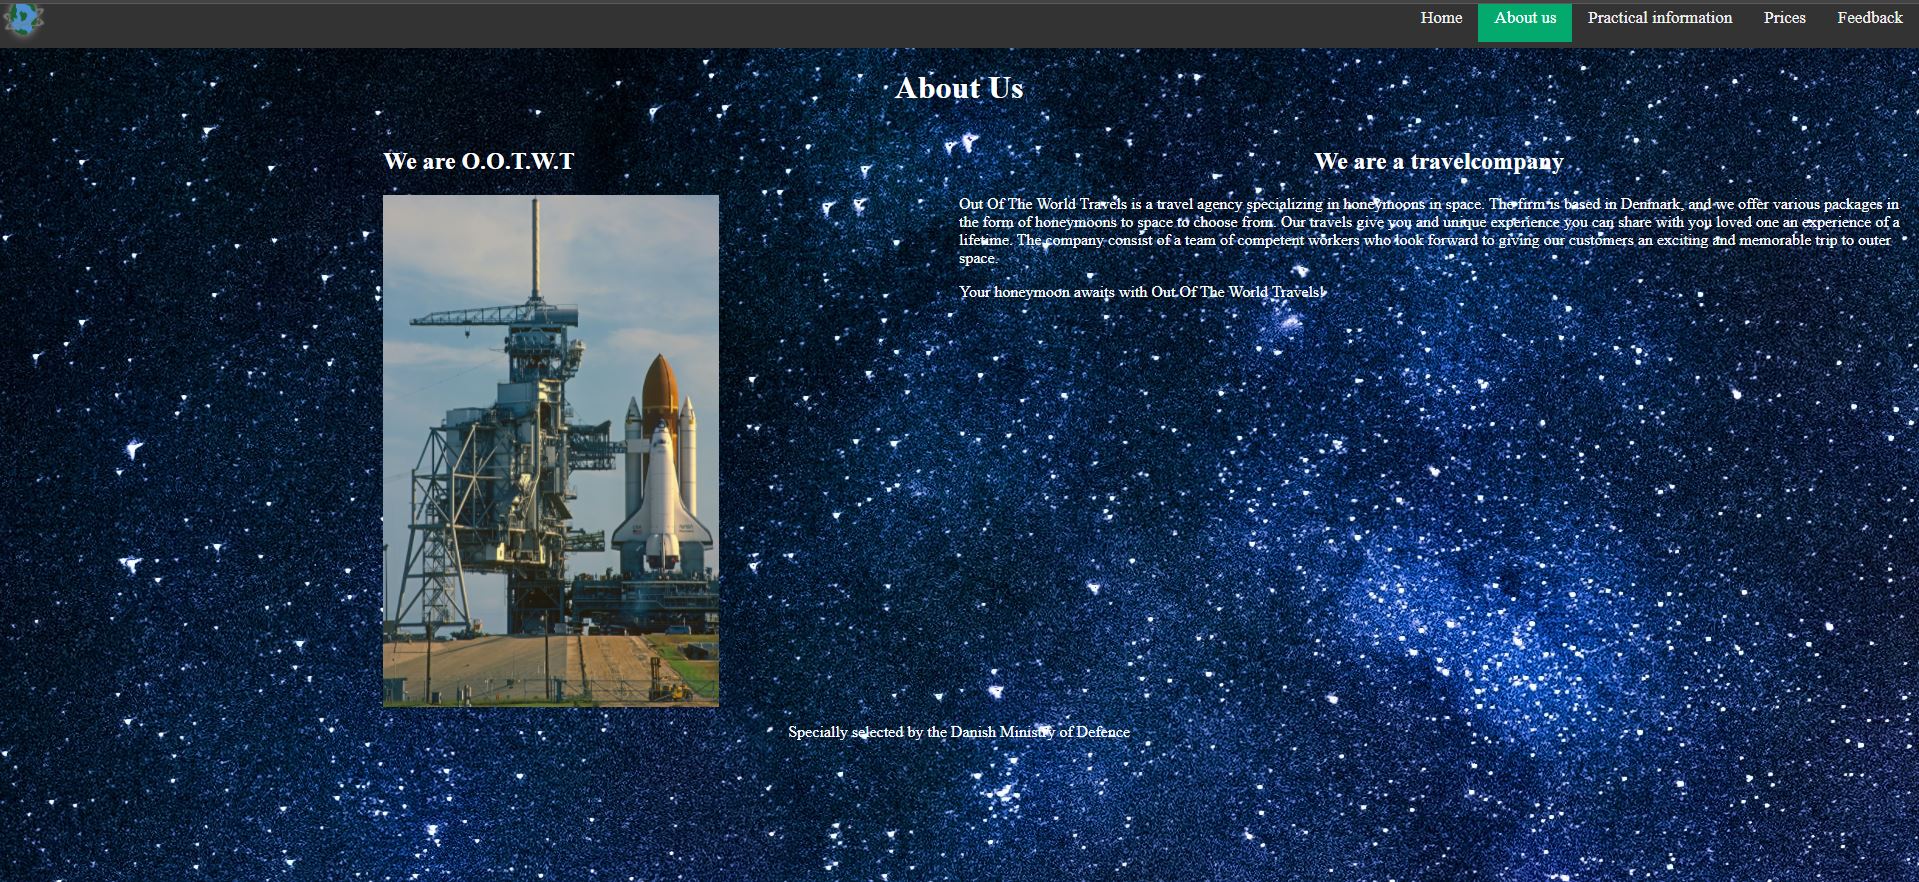 Home About us Practical information Prices Feedback
About Us
We are O.O.T.W.T
We are a travelcompany
Out Of The World Travels is a travel agency specializing in honeymoons in space. The firm is based in Denmark, and we offer various packages in
the form of honeymoons to space to choose from. Our travels give you and unique experience you can share with you loved one an experience of a
lifetime. The company consist of a team of competent workers who look forward to giving our customers an exciting and memorable trip to outer
space.
Your honeymoon awaits with Out Of The World Travels!
Specially selected by the Danish Ministry of Defence